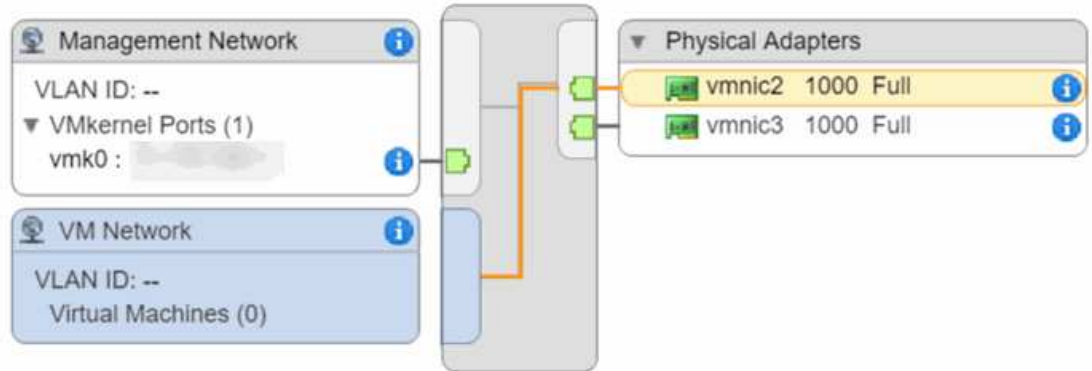 Management Network
VLAN ID: --
VMkernel Ports (1)
vmk0 :
VM Network
VLAN ID: --
Virtual Machines (0)
Physical Adapters
vmnic2 1000 Full
vmnic3 1000 Full